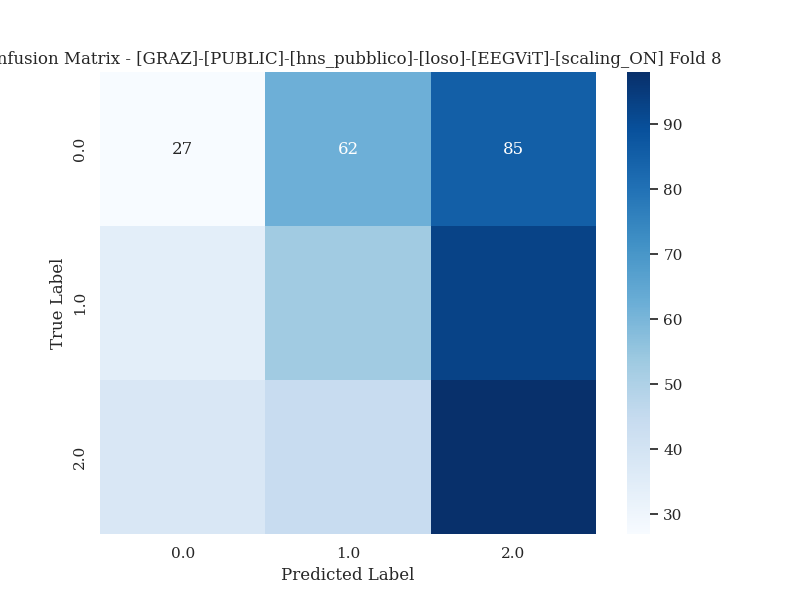 nfusion Matrix - [GRAZ]-[PUBLIC]-[hns_pubblico]-[loso]-[EEGViT]-[scaling_ON] Fold 8
27 62 85
0.0
1.0
2.0
True Label
0.0 1.0 2.0
Predicted Label
90
80
70
60
50
40
30